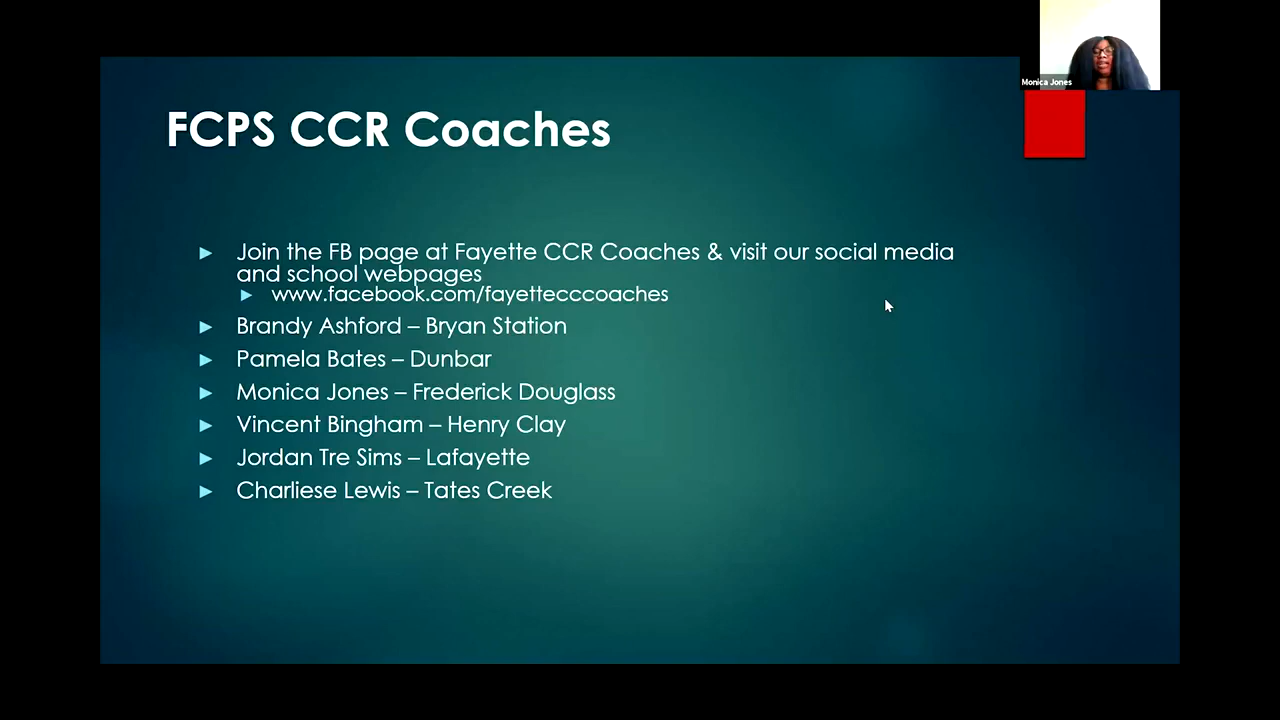 Monica Jones
FCPS CCR Coaches
Join the FB page at Fayette CCR Coaches & visit our social media
and school webpages
www.facebook.com/fayettecccoaches
Brandy Ashford – Bryan Station
Pamela Bates – Dunbar
Monica Jones – Frederick Douglass
Vincent Bingham – Henry Clay
Jordan Tre Sims – Lafayette
Charliese Lewis – Tates Creek